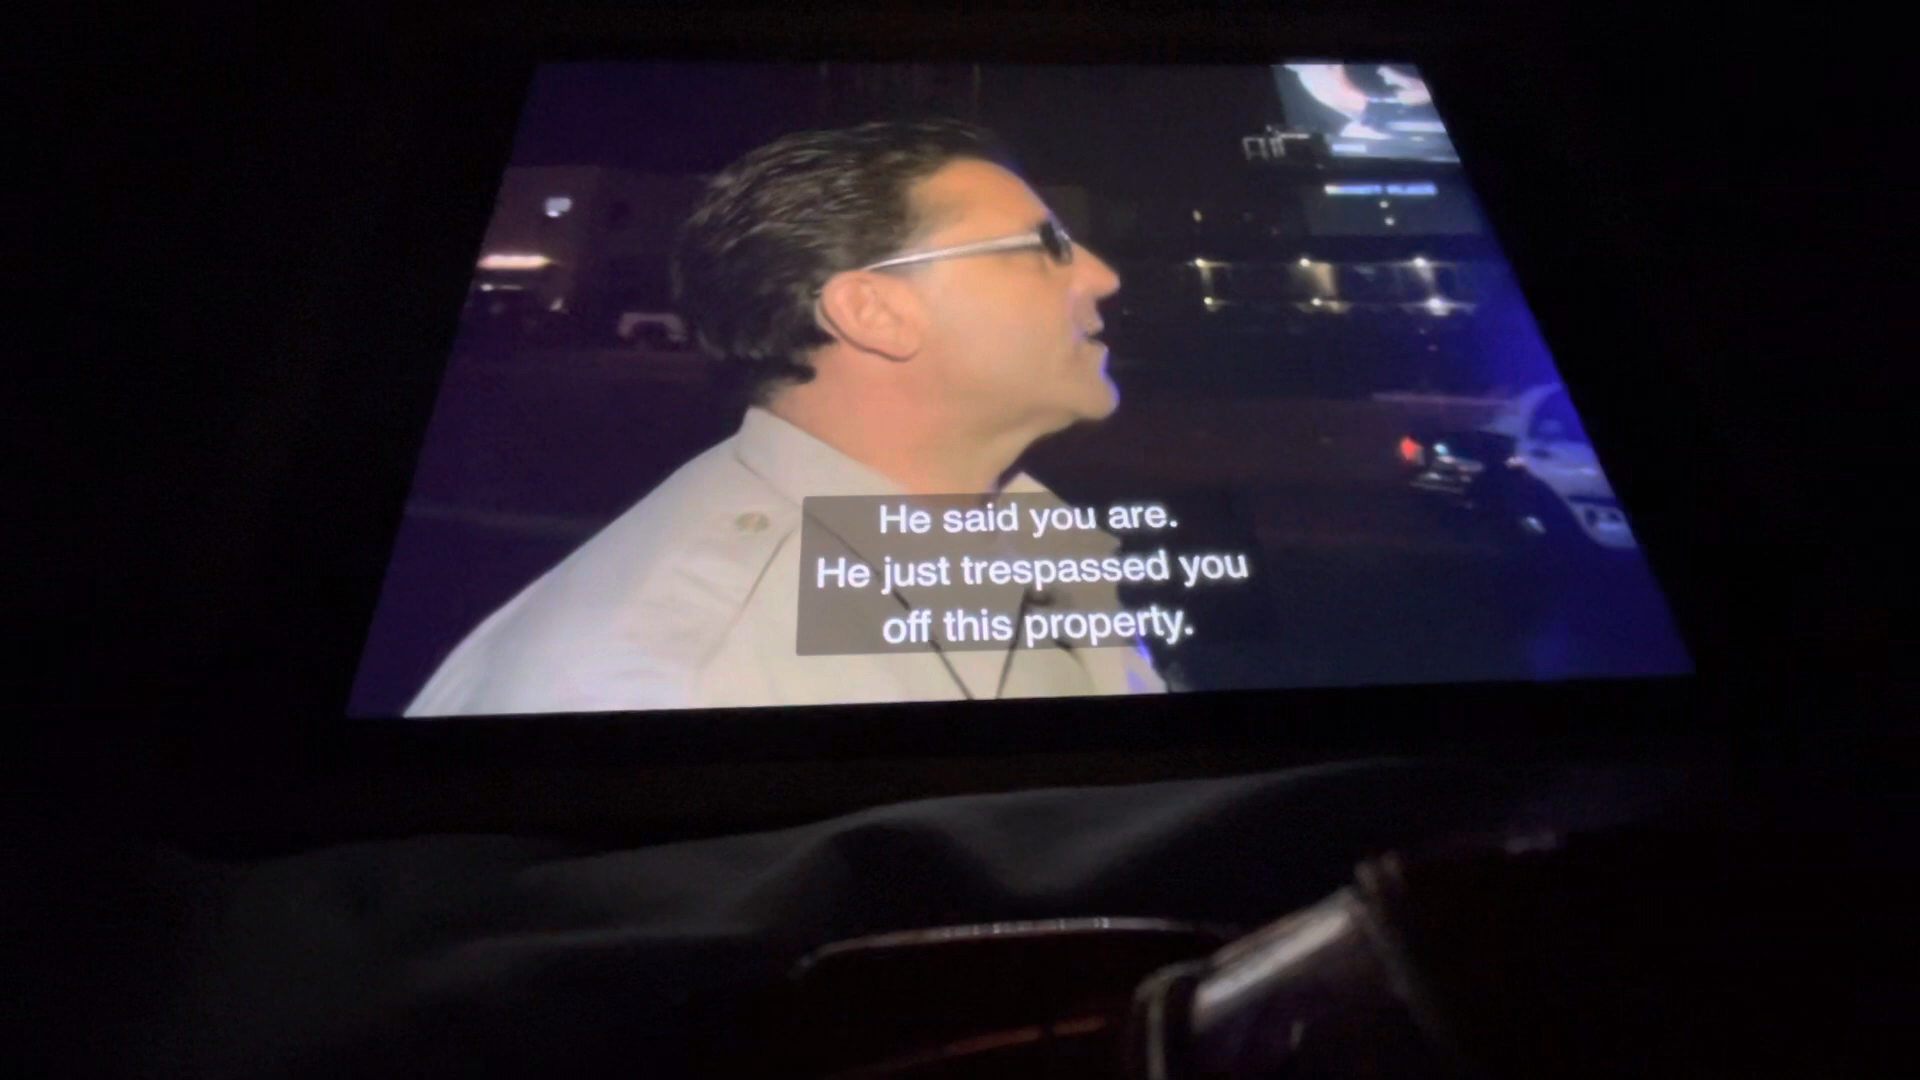 He said you are.
He just trespassed you
off this property.